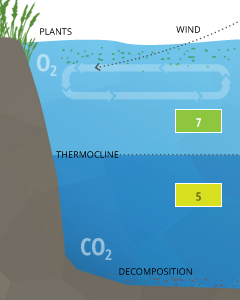 PLANTS
WIND
O2
7
THERMOCLINE
5
CO2
DECOMPOSITION